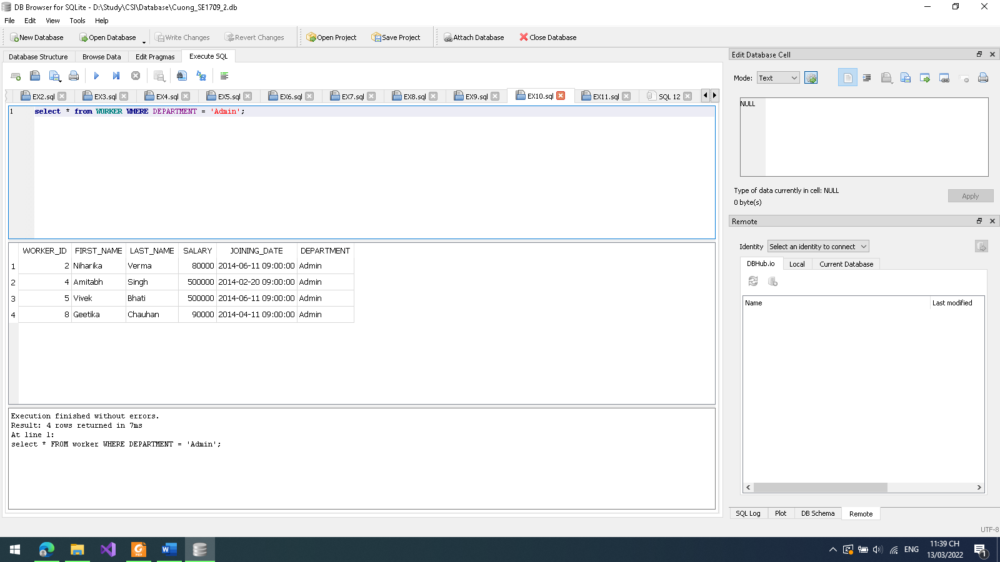 DB Browser for SQLite - D:\Study\CSI\Database\Cuong_SE1709_2.db
File Edit View Tools Help
New Database Open Database Write Changes Revert Changes Open Project Save Project Attach Database Close Database
Database Structure Browse Data Edit Pragmas Execute SQL
EX2.sql EX3.sql EX4.sql EX5.sql EX6.sql EX7.sql EX8.sql EX9.sql EX10.sql EX11.sql SQL 12
1 select * from WORKER WHERE DEPARTMENT = 'Admin';
WORKER_ID FIRST_NAME LAST_NAME SALARY JOINING_DATE DEPARTMENT
1 2 Niharika Verma 80000 2014-06-11 09:00:00 Admin
2 4 Amitabh Singh 500000 2014-02-20 09:00:00 Admin
3 5 Vivek Bhati 500000 2014-06-11 09:00:00 Admin
4 8 Geetika Chauhan 90000 2014-04-11 09:00:00 Admin
Execution finished without errors.
Result: 4 rows returned in 7ms
At line 1:
select * FROM worker WHERE DEPARTMENT = 'Admin';
Edit Database Cell
Mode: Text
NULL
Type of data currently in cell: NULL
0 byte(s)
Apply
Remote
Identity Select an identity to connect
DBHub.io Local Current Database
Name Last modified
SQL Log Plot DB Schema Remote
UTF-8
ENG
11:39 CH
13/03/2022
1